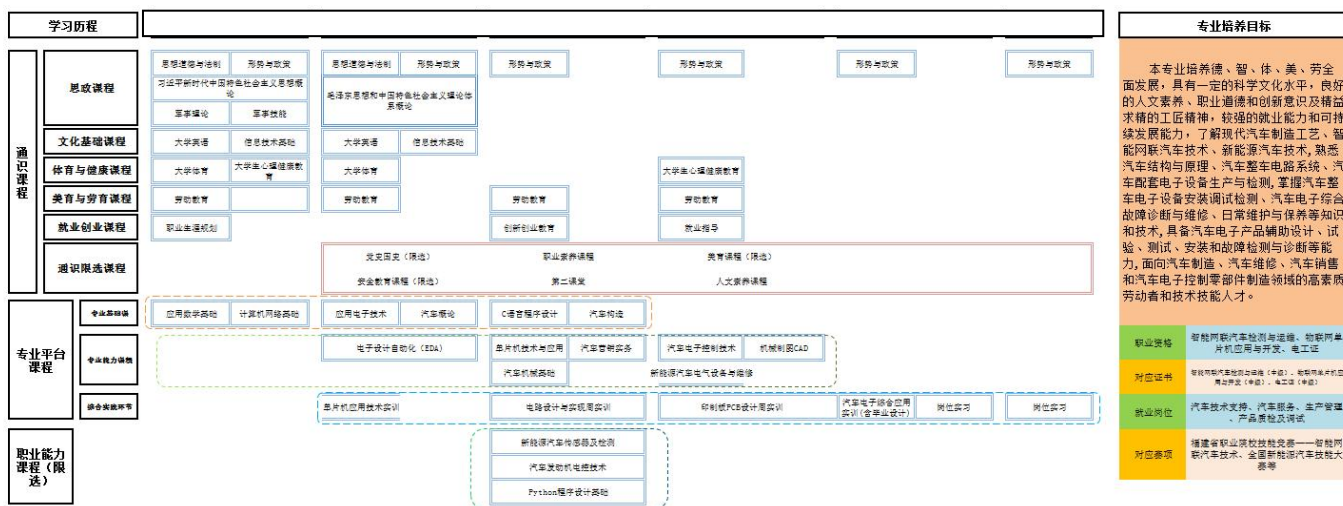 学习历程
专业培养目标
通识课程
思政课程
思想道德与法制
形势与政策
思想道德与法制
形势与政策
形势与政策
形势与政策
形势与政策
形势与政策
习近平新时代中国特色社会主义思想概
论
毛泽东思想和中国特色社会主义理论体
系概论
军事理论
军事技能
文化基础课程
大学英语
信息技术基础
大学英语
信息技术基础
体育与健康课程
大学体育
大学生心理健康教
育
大学体育
大学生心理健康教育
美育与劳育课程
劳动教育
劳动教育
劳动教育
劳动教育
就业创业课程
职业生涯规划
创新创业教育
就业指导
通识限选课程
党史国史（限选）
职业素养课程
美育课程（限选）
安全教育课程（限选）
第二课堂
人文素养课程
专业平台
课程
专业基础课
应用数学基础
计算机网络基础
应用电子技术
汽车概论
C语言程序设计
汽车构造
专业能力课程
电子设计自动化（EDA）
单片机技术与应用
汽车营销实务
汽车电子控制技术
机械制图CAD
汽车机械基础
新能源汽车电气设备与维修
综合实践环节
单片机应用技术实训
电路设计与实现周实训
印制板PCB设计周实训
汽车电子综合应用
实训(含毕业设计)
岗位实习
岗位实习
职业能力
课程（限
选）
新能源汽车传感器及检测
汽车发动机电控技术
Python程序设计基础
本专业培养德、智、体、美、劳全
面发展，具有一定的科学文化水平，良好
的人文素养、职业道德和创新意识及精益
求精的工匠精神，较强的就业能力和可持
续发展能力，了解现代汽车制造工艺、智
能网联汽车技术、新能源汽车技术,熟悉
汽车结构与原理、汽车整车电路系统、汽
车配套电子设备生产与检测,掌握汽车整
车电子设备安装调试检测、汽车电子综合
故障诊断与维修、日常维护与保养等知识
和技术,具备汽车电子产品辅助设计、试
验、测试、安装和故障检测与诊断等能
力,面向汽车制造、汽车维修、汽车销售
和汽车电子控制零部件制造领域的高素质
劳动者和技术技能人才。
职业资格
智能网联汽车检测与运维、物联网单
片机应用与开发、电工证
对应证书
智能网联汽车检测与运维（中级）、物联网单片机应
用与开发（中级）、电工证（中级）
就业岗位
汽车技术支持、汽车服务、生产管理
、产品质检及调试
对应赛项
福建省职业院校技能竞赛——智能网
联汽车技术、全国新能源汽车技能大
赛等